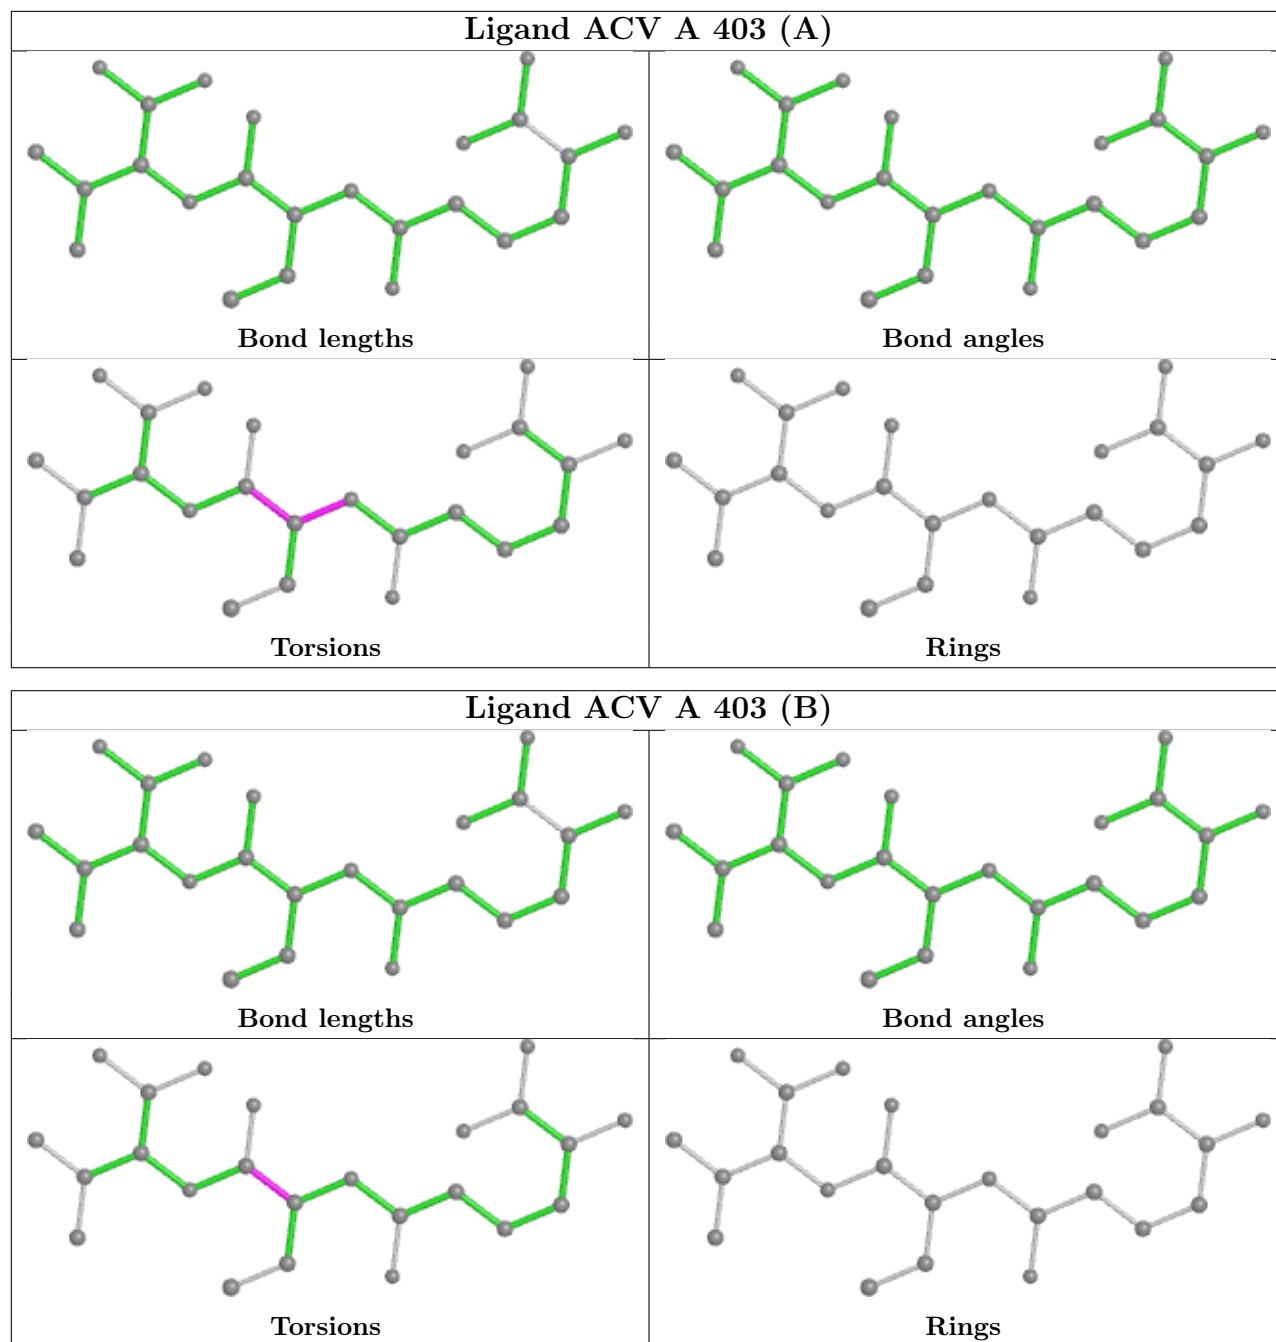 Ligand ACV A 403 (A)
Bond lengths
Bond angles
Torsions
Rings
Ligand ACV A 403 (B)
Bond lengths
Bond angles
Torsions
Rings